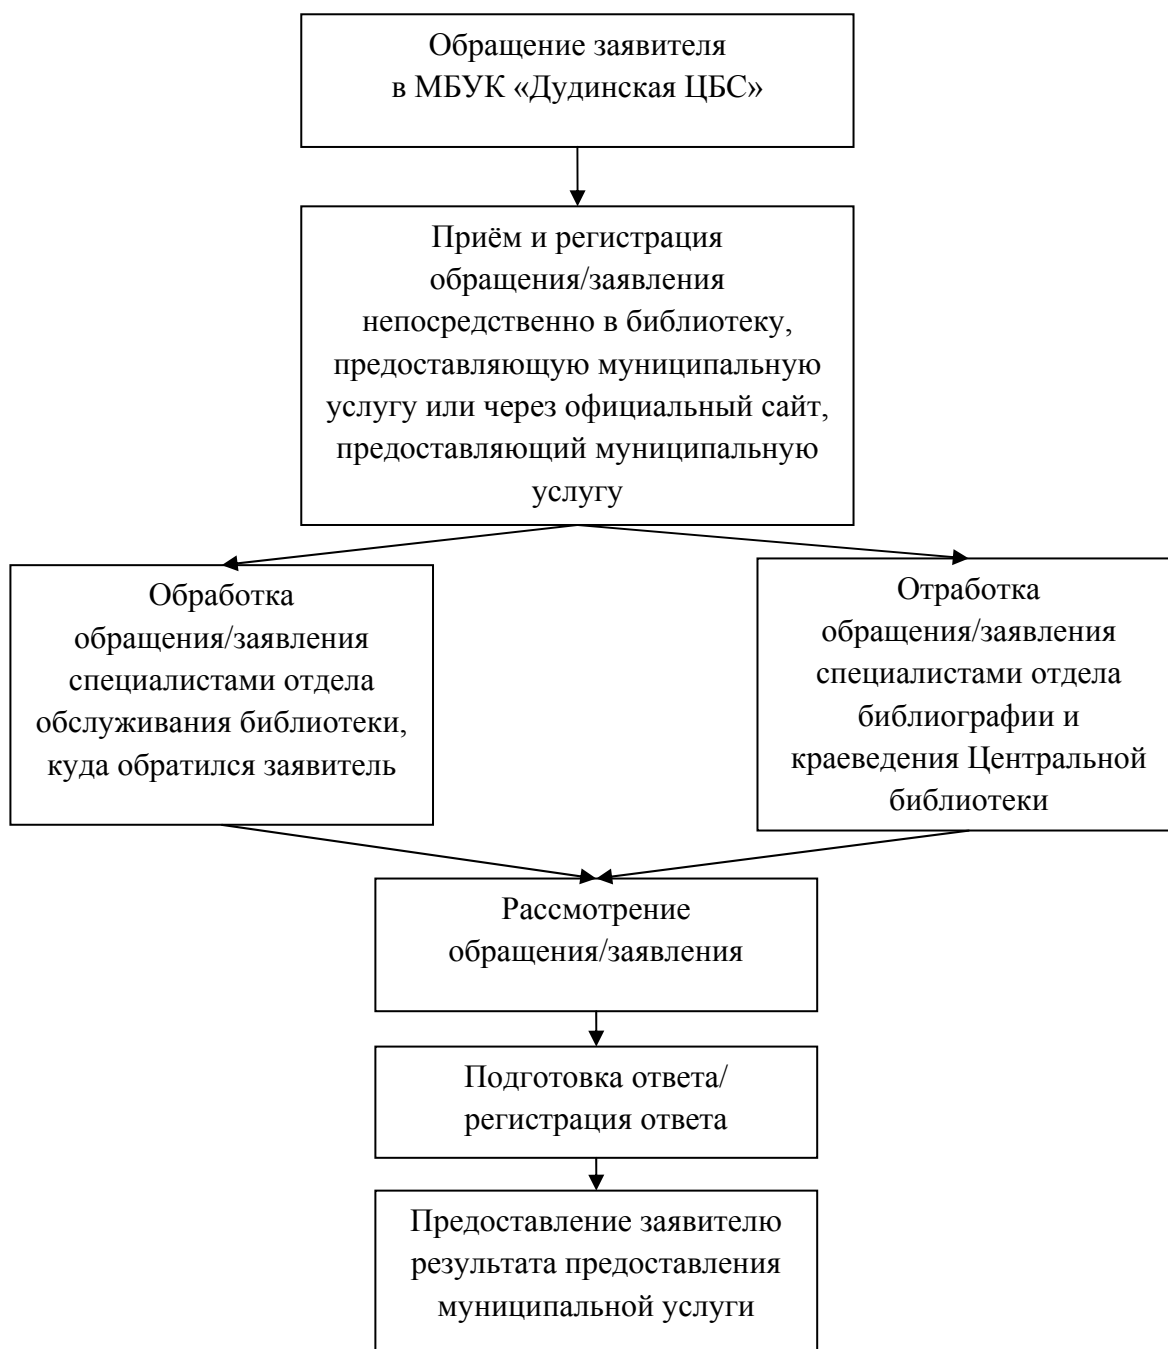 Обращение заявителя
в МБУК «Дудинская ЦБС»
Приём и регистрация
обращения/заявления
непосредственно в библиотеку,
предоставляющую муниципальную
услугу или через официальный сайт,
предоставляющий муниципальную
услугу
Обработка
обращения/заявления
специалистами отдела
обслуживания библиотеки,
куда обратился заявитель
Отработка
обращения/заявления
специалистами отдела
библиографии и
краеведения Центральной
библиотеки
Рассмотрение
обращения/заявления
Подготовка ответа/
регистрация ответа
Предоставление заявителю
результата предоставления
муниципальной услуги